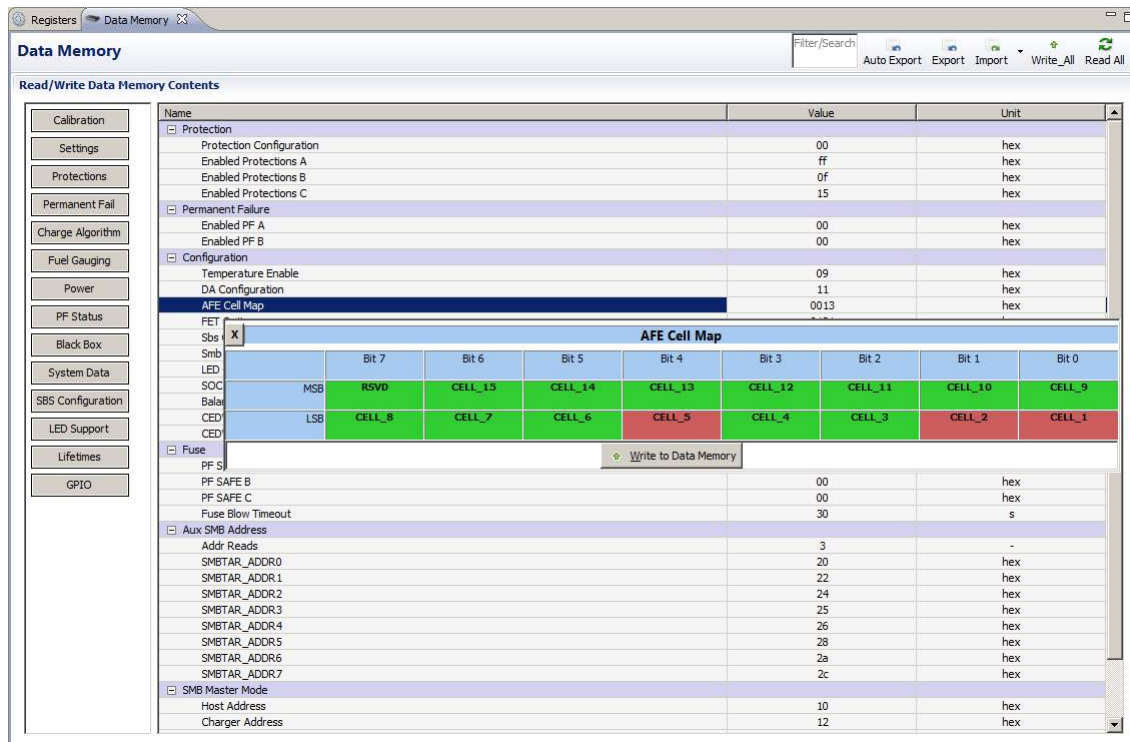 Registers Data Memory
Data Memory
Filter/Search Auto Export Export Import Write_All Read All
Read/Write Data Memory Contents
Calibration
Settings
Protections
Permanent Fail
Charge Algorithm
Fuel Gauging
Power
PF Status
Black Box
System Data
SBS Configuration
LED Support
Lifetimes
GPIO
Name Value Unit
Protection
Protection Configuration 00 hex
Enabled Protections A ff hex
Enabled Protections B 0f hex
Enabled Protections C 15 hex
Permanent Failure
Enabled PF A 00 hex
Enabled PF B 00 hex
Configuration
Temperature Enable 09 hex
DA Configuration 11 hex
AFE Cell Map 0013 hex
FET
Sbs
Smb
LED
SOC
Balan
CED
CED
X AFE Cell Map
Bit 7 Bit 6 Bit 5 Bit 4 Bit 3 Bit 2 Bit 1 Bit 0
MSB RSVD CELL_15 CELL_14 CELL_13 CELL_12 CELL_11 CELL_10 CELL_9
LSB CELL_8 CELL_7 CELL_6 CELL_5 CELL_4 CELL_3 CELL_2 CELL_1
Write to Data Memory
Fuse
PF S
PF SAFE B 00 hex
PF SAFE C 00 hex
Fuse Blow Timeout 30 s
Aux SMB Address
Addr Reads 3 -
SMBTAR_ADDR0 20 hex
SMBTAR_ADDR1 22 hex
SMBTAR_ADDR2 24 hex
SMBTAR_ADDR3 25 hex
SMBTAR_ADDR4 26 hex
SMBTAR_ADDR5 28 hex
SMBTAR_ADDR6 2a hex
SMBTAR_ADDR7 2c hex
SMB Master Mode
Host Address 10 hex
Charger Address 12 hex